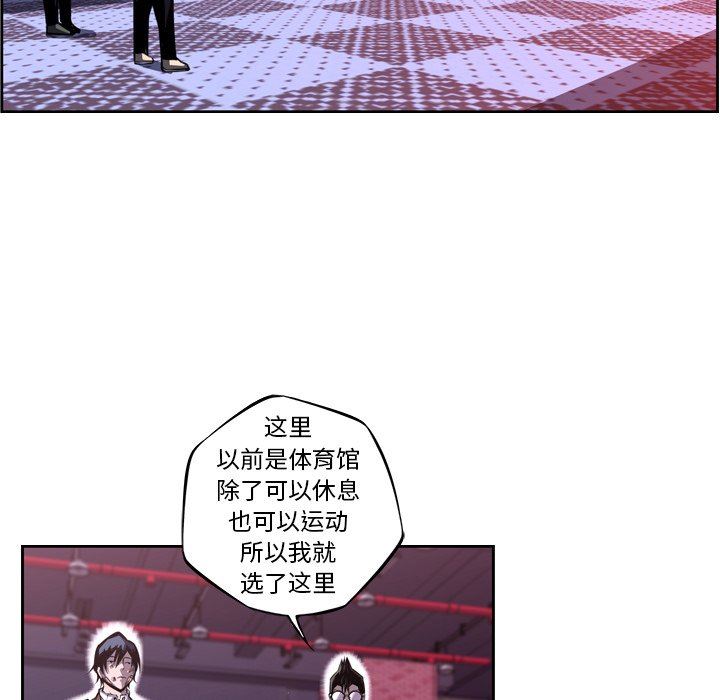 这里
以前是体育馆
除了可以休息
也可以运动
所以我就
选了这里